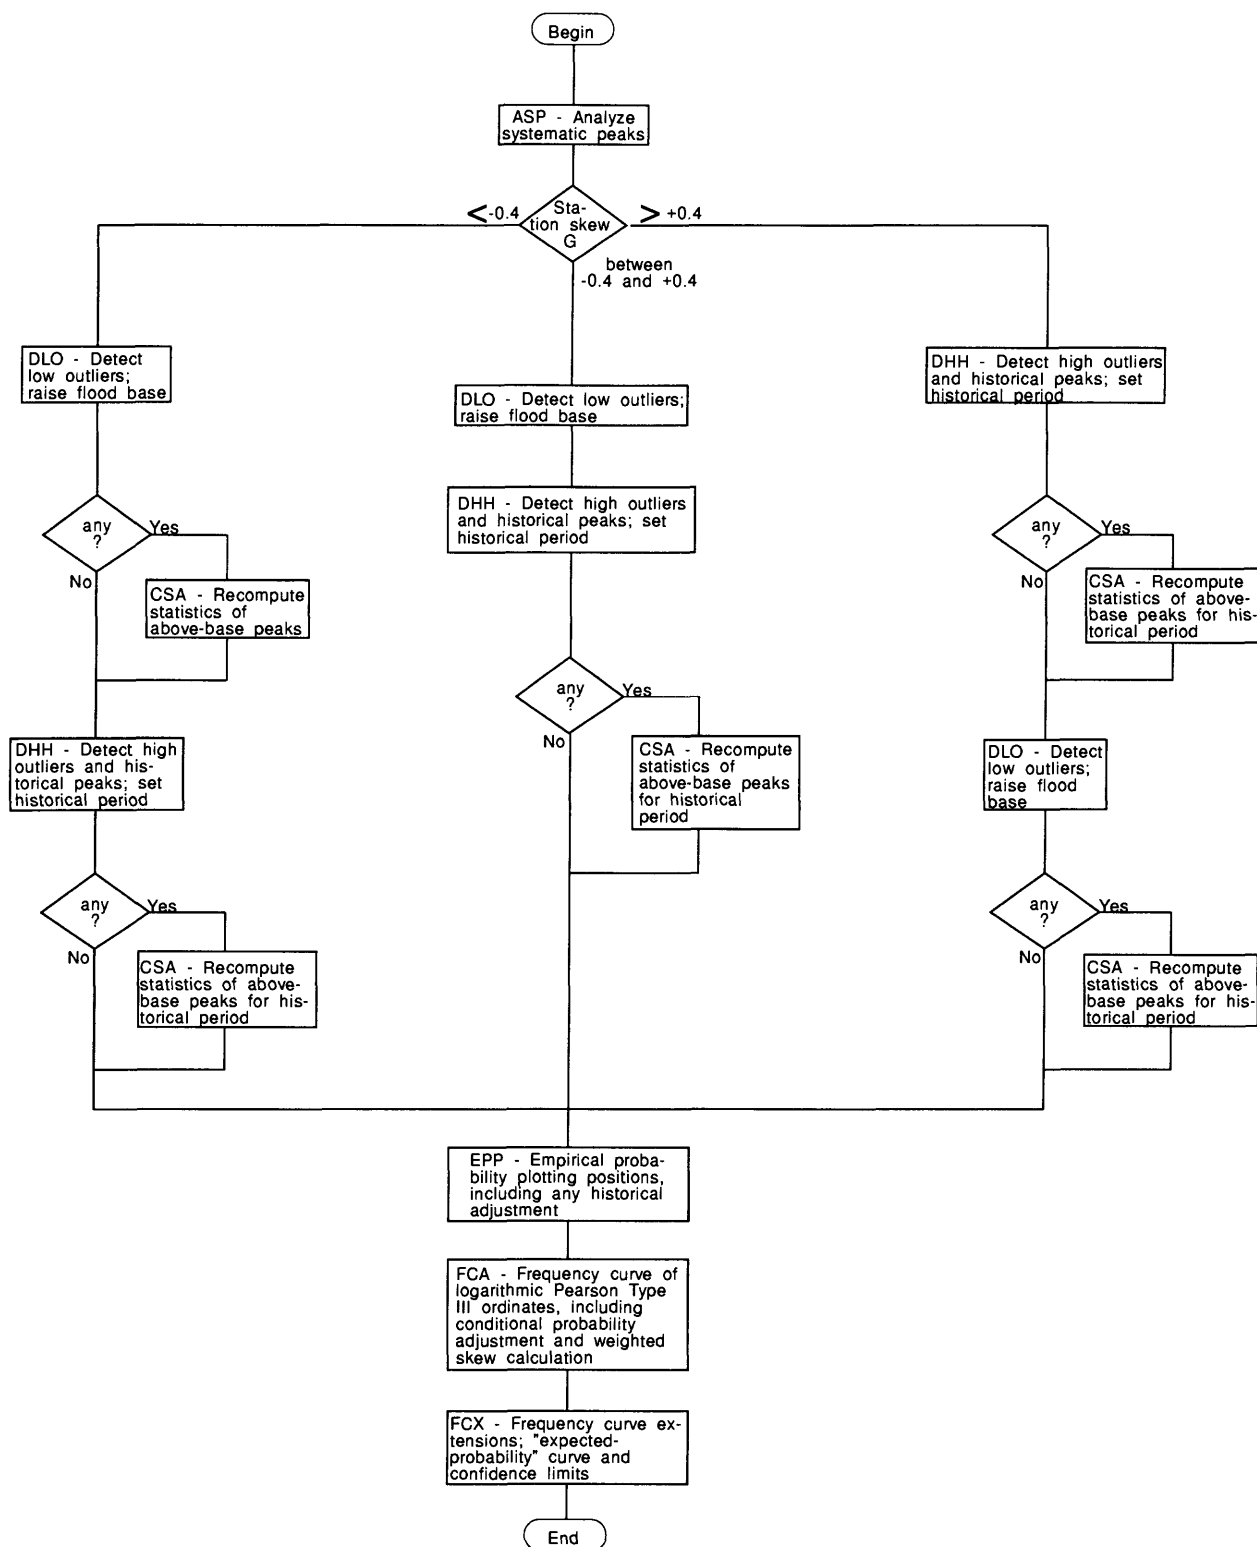 Begin
ASP - Analyze
systematic peaks
Sta-
tion skew
G
< -0.4
> +0.4
between
-0.4 and +0.4
DLO - Detect
low outliers;
raise flood base
any
?
Yes
No
CSA - Recompute
statistics of
above-base peaks
DHH - Detect high
outliers and his-
torical peaks; set
historical period
any
?
Yes
No
CSA - Recompute
statistics of above-
base peaks for his-
torical period
DLO - Detect low outliers;
raise flood base
DHH - Detect high outliers
and historical peaks; set
historical period
any
?
Yes
No
CSA - Recompute
statistics of
above-base peaks
for historical
period
DHH - Detect high outliers
and historical peaks; set
historical period
any
?
Yes
No
CSA - Recompute
statistics of above-
base peaks for his-
torical period
DLO - Detect
low outliers;
raise flood
base
any
?
Yes
No
CSA - Recompute
statistics of above-
base peaks for his-
torical period
EPP - Empirical proba-
bility plotting positions,
including any historical
adjustment
FCA - Frequency curve of
logarithmic Pearson Type
III ordinates, including
conditional probability
adjustment and weighted
skew calculation
FCX - Frequency curve ex-
tensions; "expected-
probability" curve and
confidence limits
End